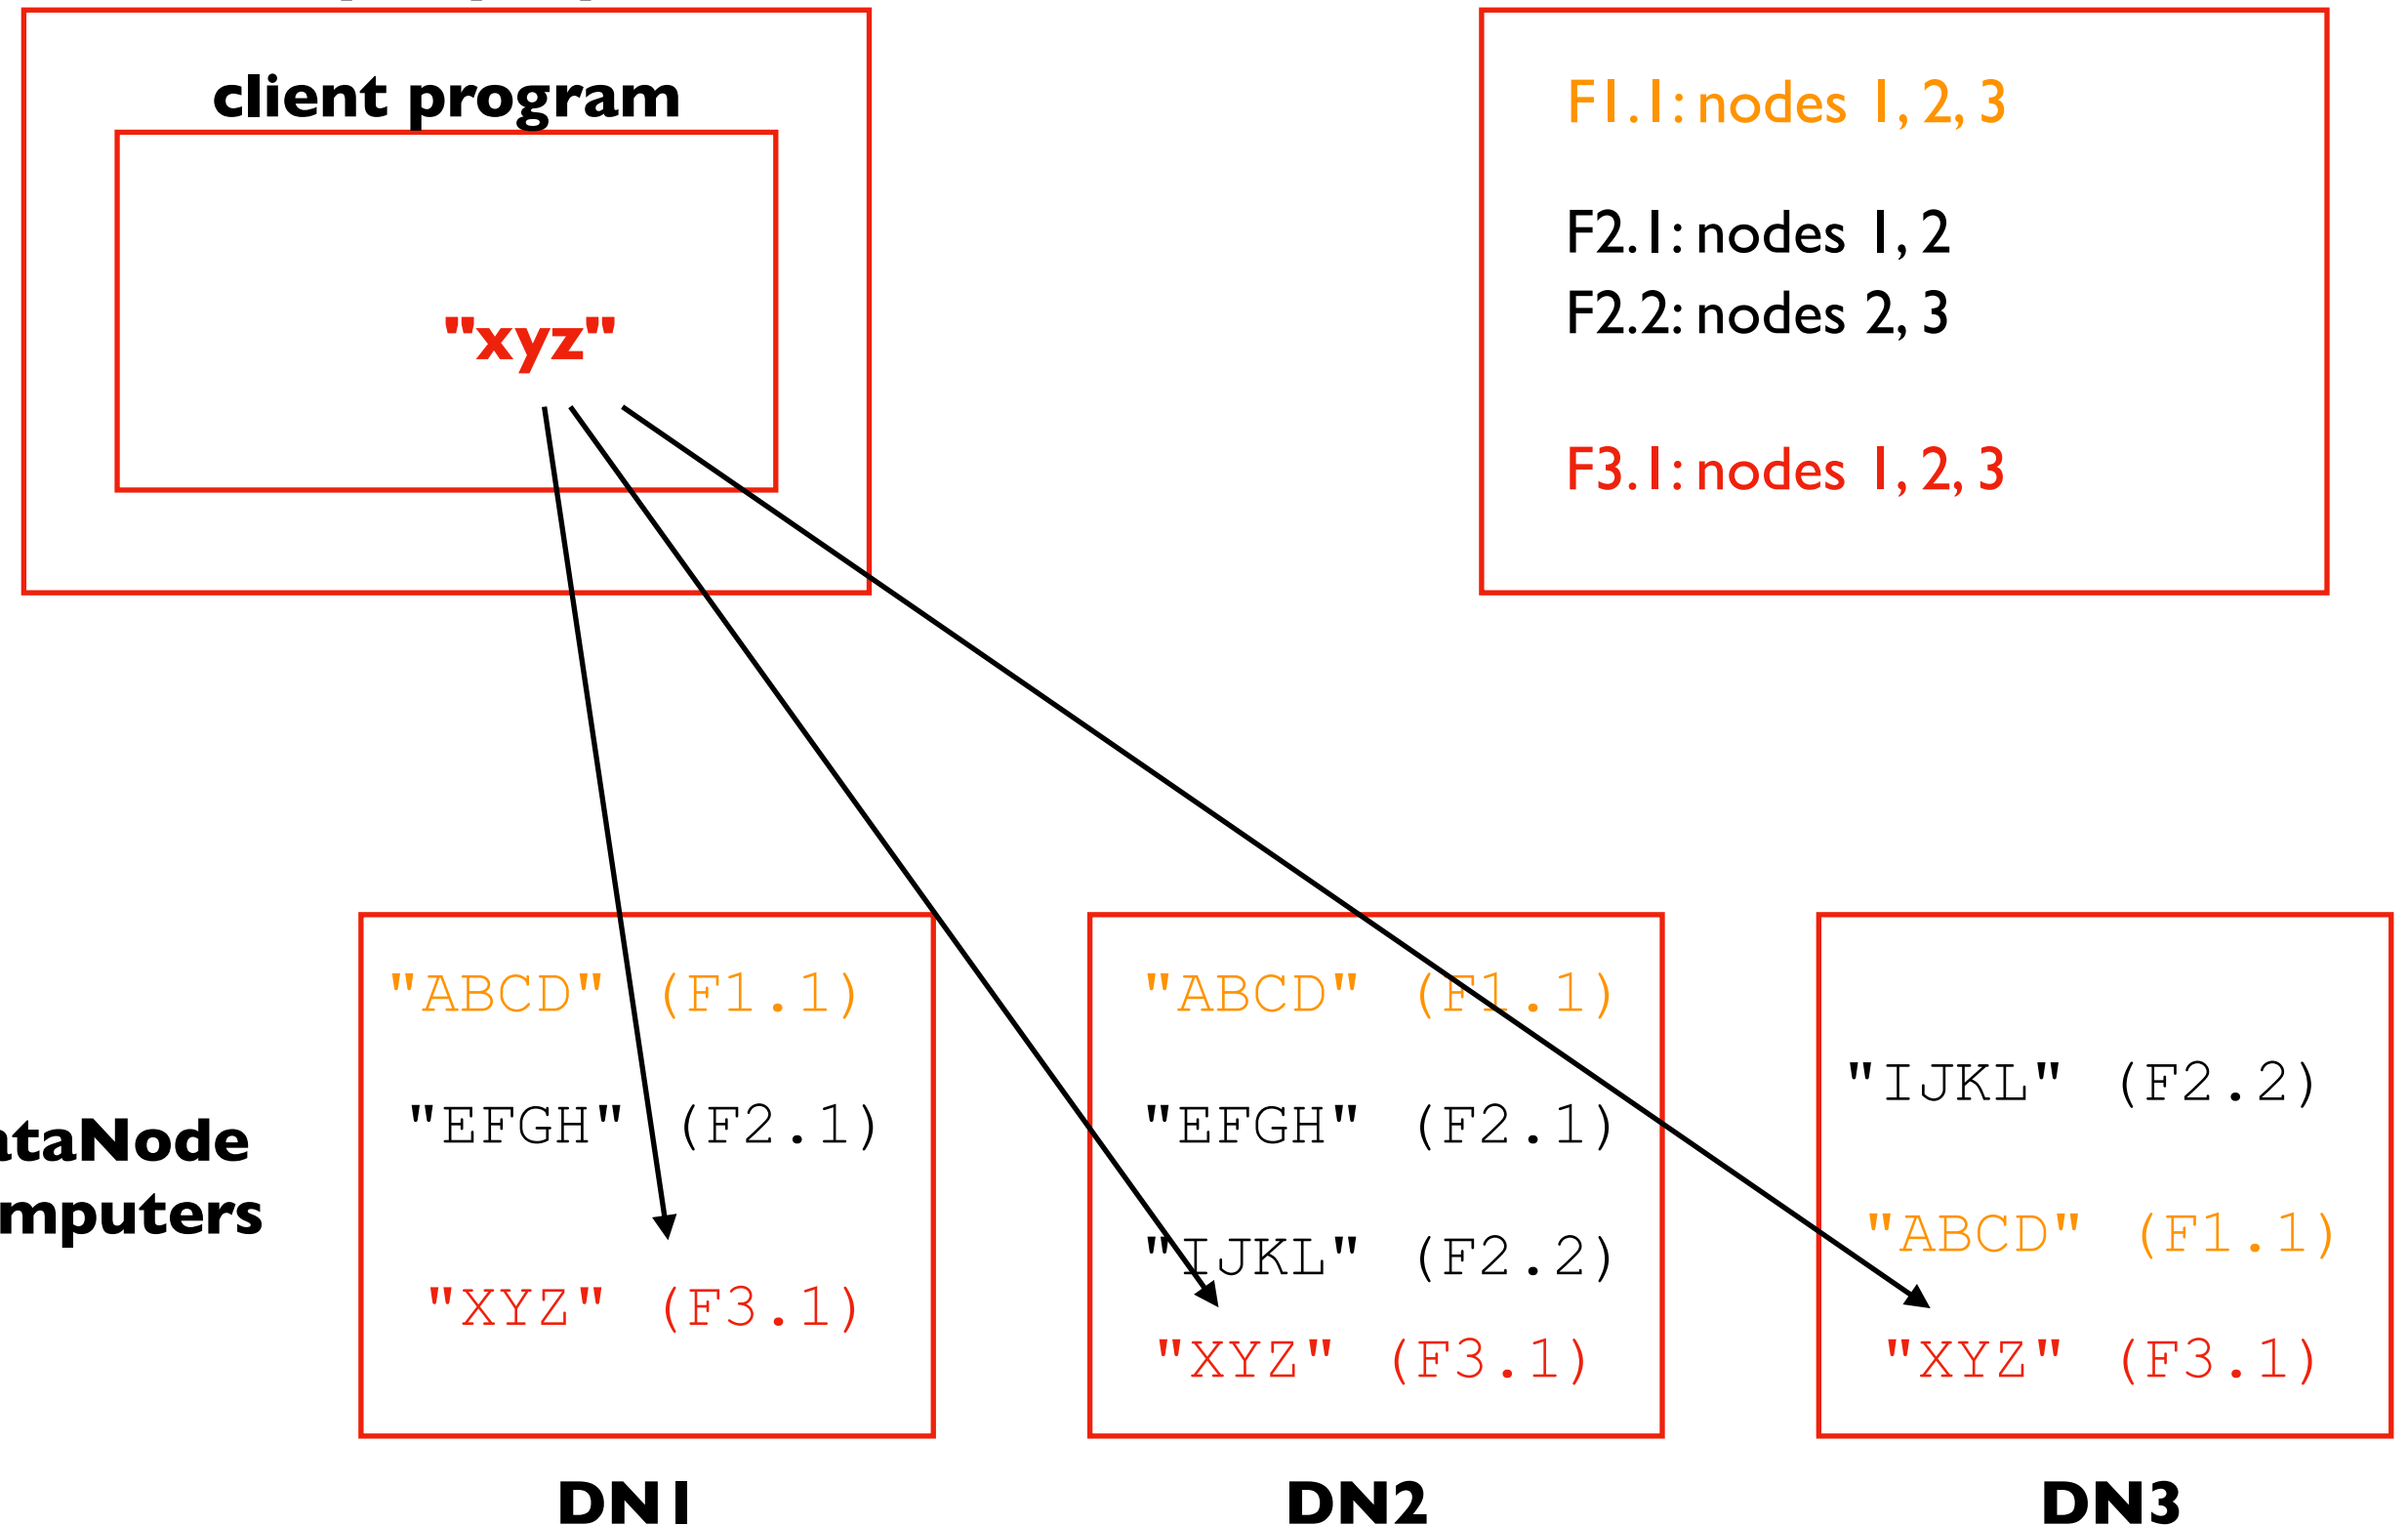 client program
"xyz"
F1.1: nodes 1, 2, 3
F2.1: nodes 1, 2
F2.2: nodes 2, 3
F3.1: nodes 1, 2, 3
ataNode
mputers
"ABCD" (F1.1)
"EFGH" (F2.1)
"XYZ" (F3.1)
DN1
"ABCD" (F1.1)
"EFGH" (F2.1)
"IJKL" (F2.2)
"XYZ" (F3.1)
DN2
"IJKL" (F2.2)
"ABCD" (F1.1)
"XYZ" (F3.1)
DN3